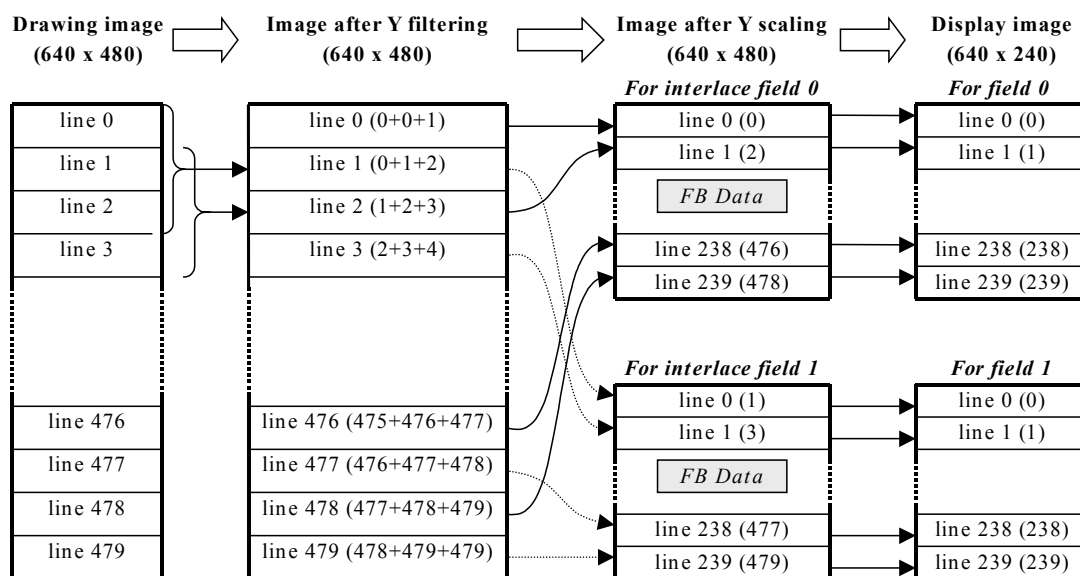 Drawing image
(640 x 480)
Image after Y filtering
(640 x 480)
Image after Y scaling
(640 x 480)
Display image
(640 x 240)
line 0
line 1
line 2
line 3
line 476
line 477
line 478
line 479
line 0 (0+0+1)
line 1 (0+1+2)
line 2 (1+2+3)
line 3 (2+3+4)
line 476 (475+476+477)
line 477 (476+477+478)
line 478 (477+478+479)
line 479 (478+479+479)
For interlace field 0
line 0 (0)
line 1 (2)
FB Data
line 238 (476)
line 239 (478)
For interlace field 1
line 0 (1)
line 1 (3)
FB Data
line 238 (477)
line 239 (479)
For field 0
line 0 (0)
line 1 (1)
line 238 (238)
line 239 (239)
For field 1
line 0 (0)
line 1 (1)
line 238 (238)
line 239 (239)